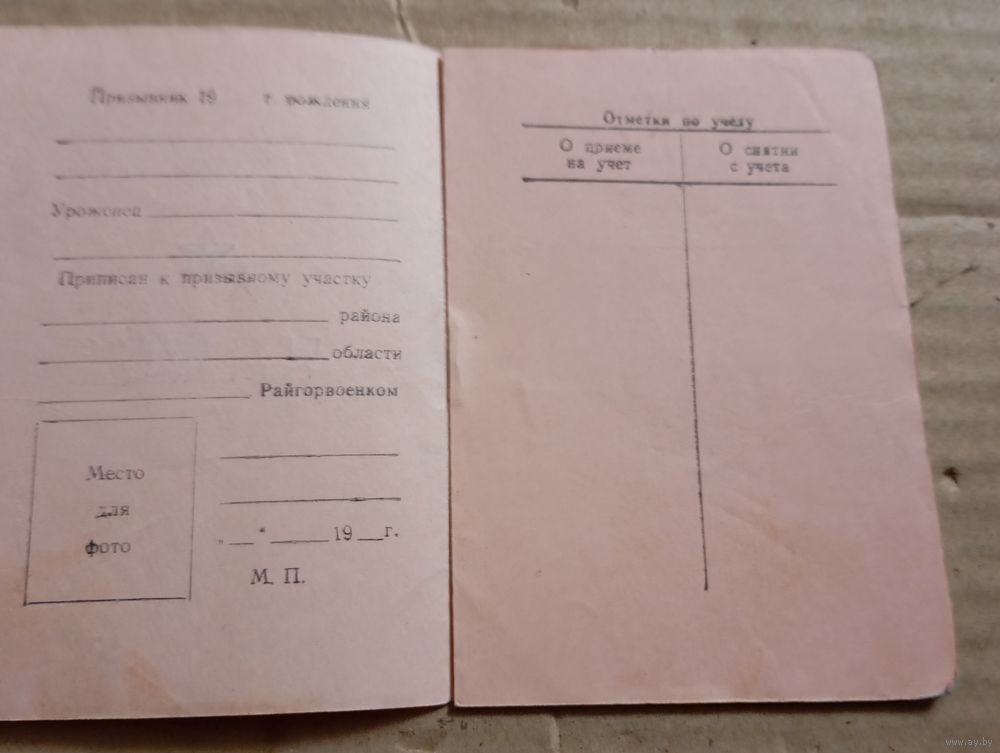 Призывник 19 г. рождения
Уроженец
Приписан к призывному участку
района
области
Райгорвоенком
Место
для
фото
„ “ 19 г.
М. П.
Отметки по учету
О приеме
на учет
О снятии
с учета
www.ay.by